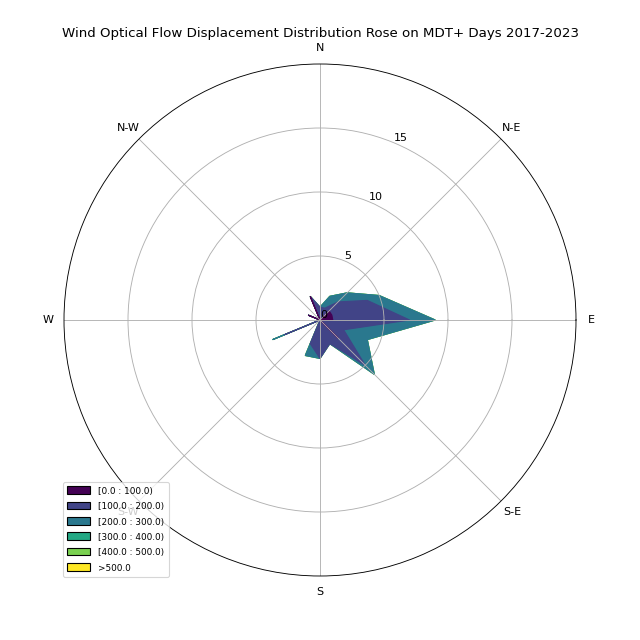 Wind Optical Flow Displacement Distribution Rose on MDT+ Days 2017-2023
N
N-W
N-E
15
10
5
0
W
E
[0.0 : 100.0)
[100.0 : 200.0)
[200.0 : 300.0)
[300.0 : 400.0)
[400.0 : 500.0)
>500.0
S-W
S-E
S